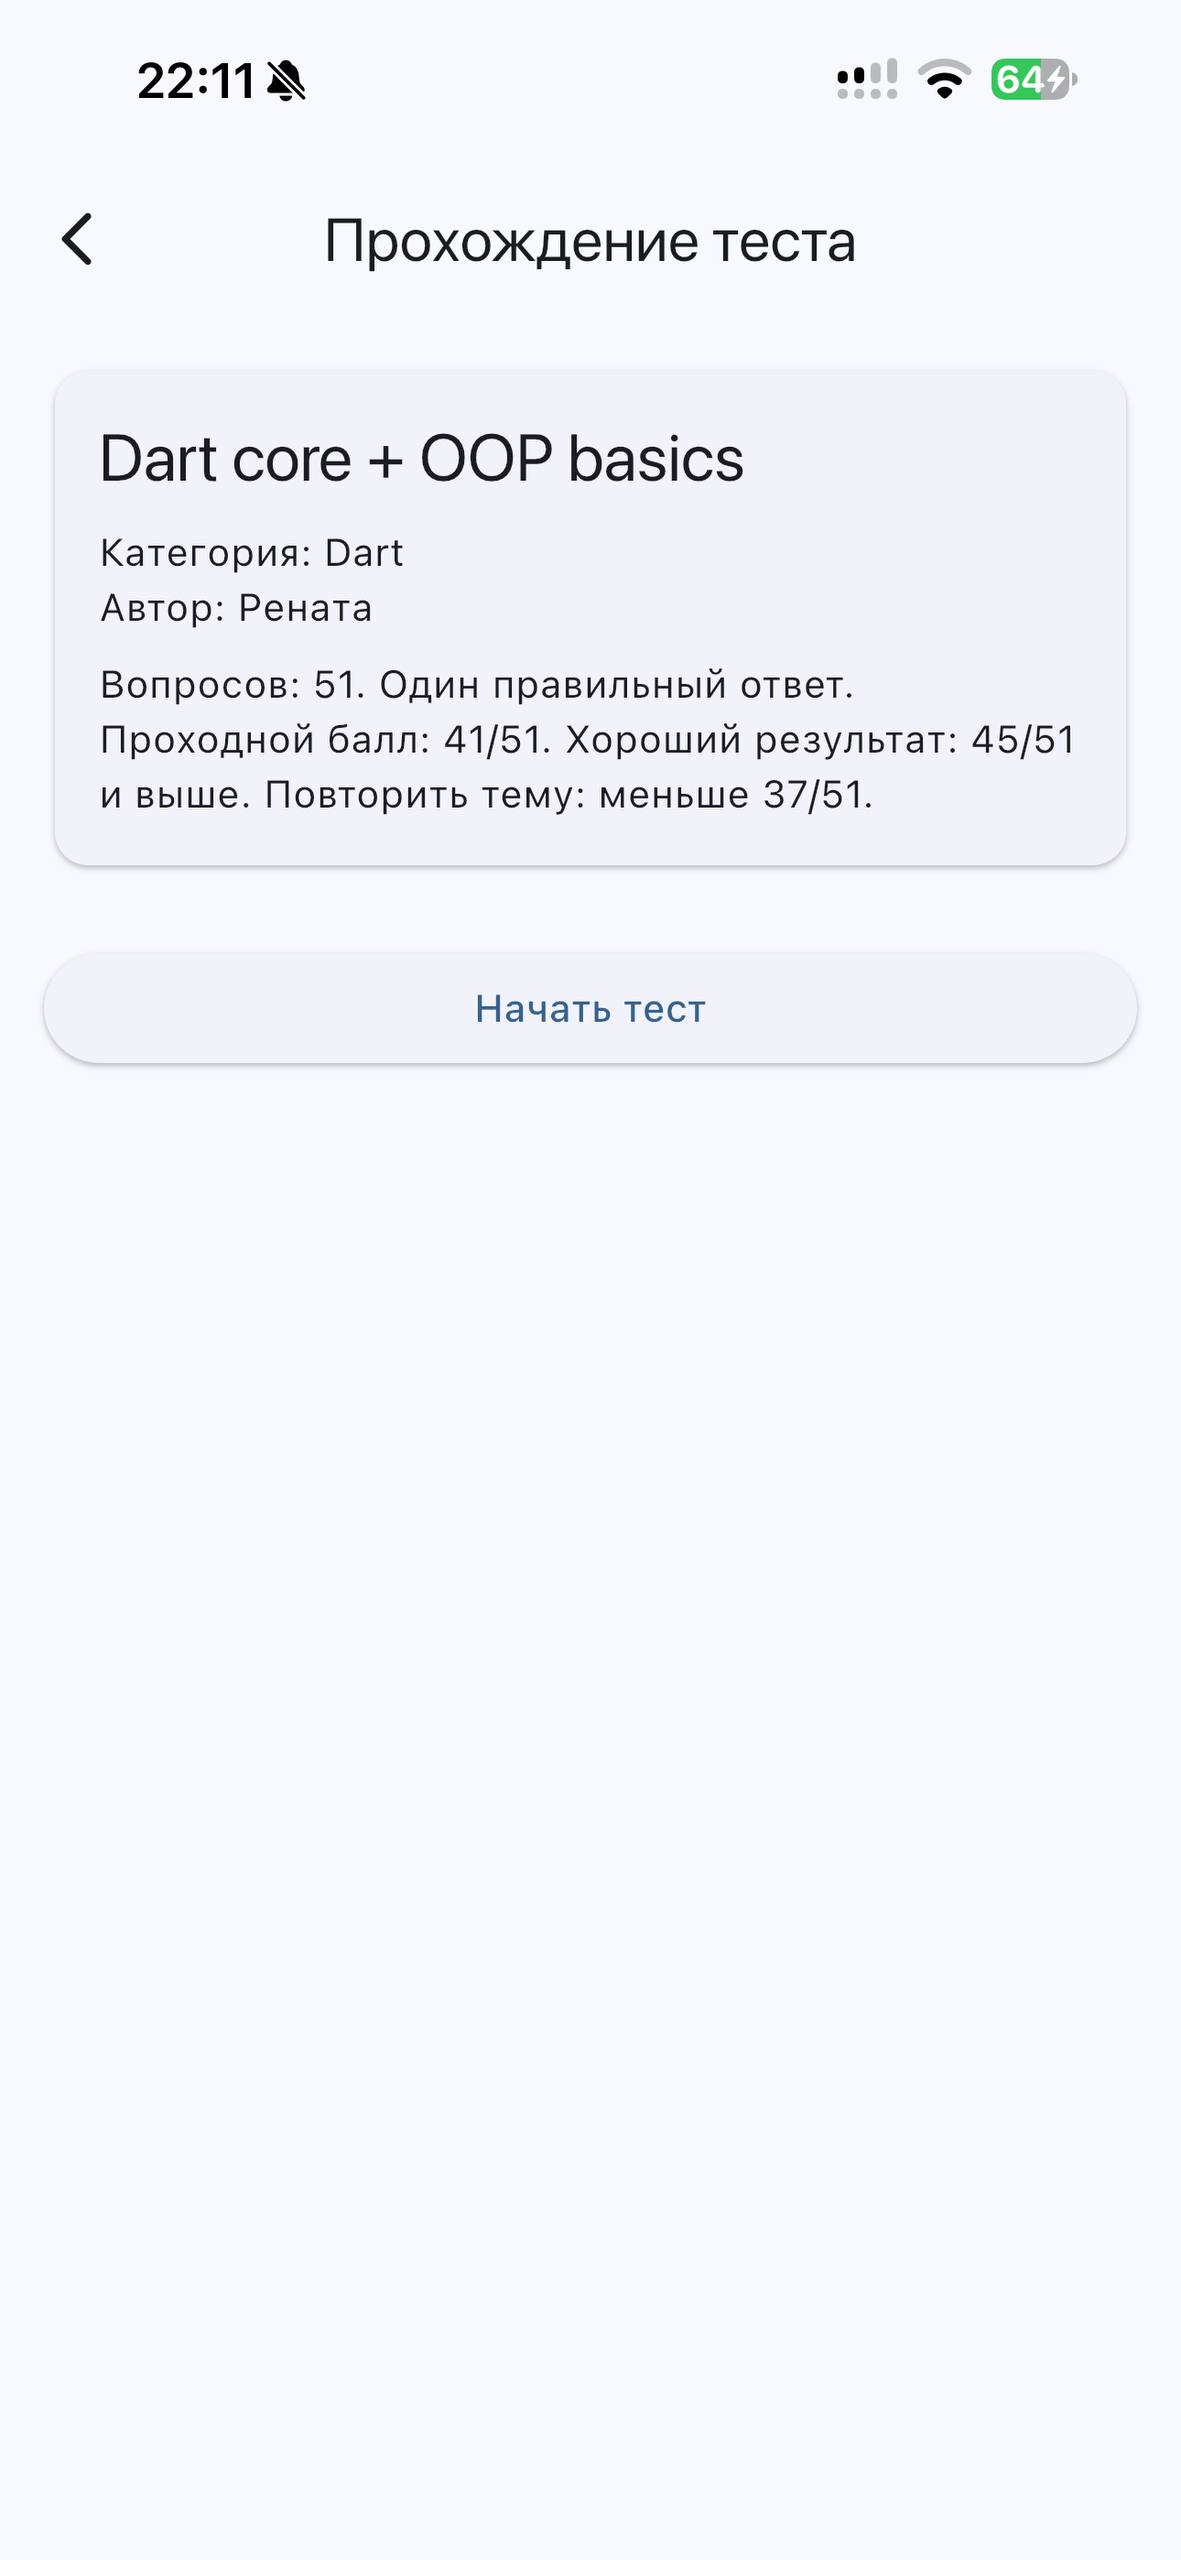 22:11
64
Прохождение теста
Dart core + OOP basics
Категория: Dart
Автор: Рената
Вопросов: 51. Один правильный ответ.
Проходной балл: 41/51. Хороший результат: 45/51
и выше. Повторить тему: меньше 37/51.
Начать тест